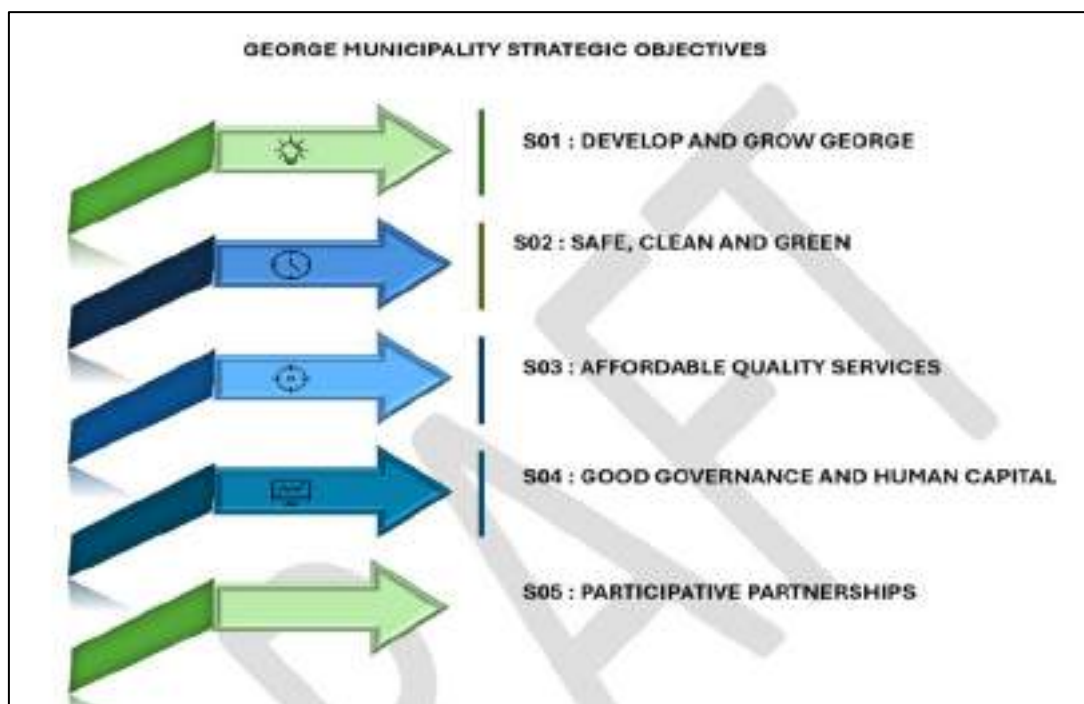 GEORGE MUNICIPALITY STRATEGIC OBJECTIVES
S01 : DEVELOP AND GROW GEORGE
S02 : SAFE, CLEAN AND GREEN
S03 : AFFORDABLE QUALITY SERVICES
S04 : GOOD GOVERNANCE AND HUMAN CAPITAL
S05 : PARTICIPATIVE PARTNERSHIPS
DRAFT